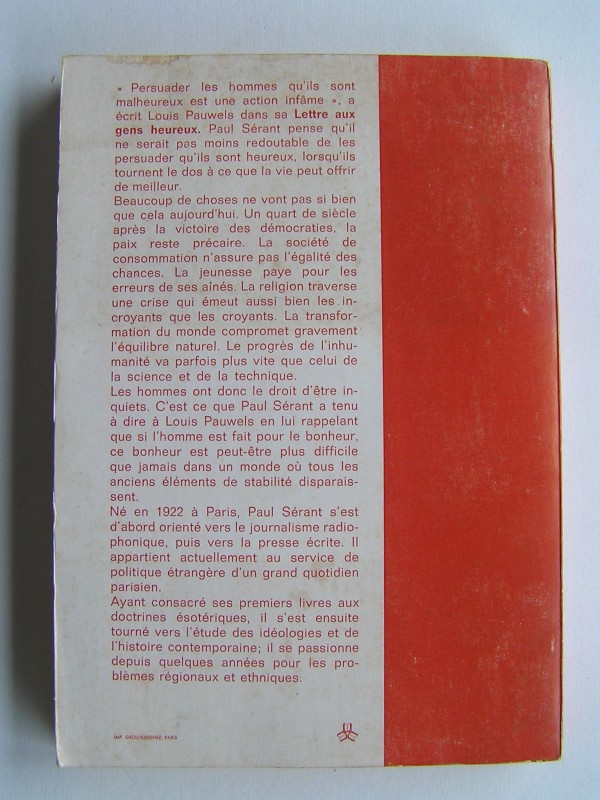 « Persuader les hommes qu'ils sont
malheureux est une action infâme », a
écrit Louis Pauwels dans sa Lettre aux
gens heureux. Paul Sérant pense qu'il
ne serait pas moins redoutable de les
persuader qu'ils sont heureux, lorsqu'ils
tournent le dos à ce que la vie peut offrir
de meilleur.
Beaucoup de choses ne vont pas si bien
que cela aujourd'hui. Un quart de siècle
après la victoire des démocraties, la
paix reste précaire. La société de
consommation n'assure pas l'égalité des
chances. La jeunesse paye pour les
erreurs de ses aînés. La religion traverse
une crise qui émeut aussi bien les in-
croyants que les croyants. La transfor-
mation du monde compromet gravement
l'équilibre naturel. Le progrès de l'inhu-
manité va parfois plus vite que celui de
la science et de la technique.
Les hommes ont donc le droit d'être in-
quiets. C'est ce que Paul Sérant a tenu
à dire à Louis Pauwels en lui rappelant
que si l'homme est fait pour le bonheur,
ce bonheur est peut-être plus difficile
que jamais dans un monde où tous les
anciens éléments de stabilité disparais-
sent.
Né en 1922 à Paris, Paul Sérant s'est
d'abord orienté vers le journalisme radio-
phonique, puis vers la presse écrite. Il
appartient actuellement au service de
politique étrangère d'un grand quotidien
parisien.
Ayant consacré ses premiers livres aux
doctrines ésotériques, il s'est ensuite
tourné vers l'étude des idéologies et de
l'histoire contemporaine; il se passionne
depuis quelques années pour les pro-
blèmes régionaux et ethniques.
IMP. PARIS